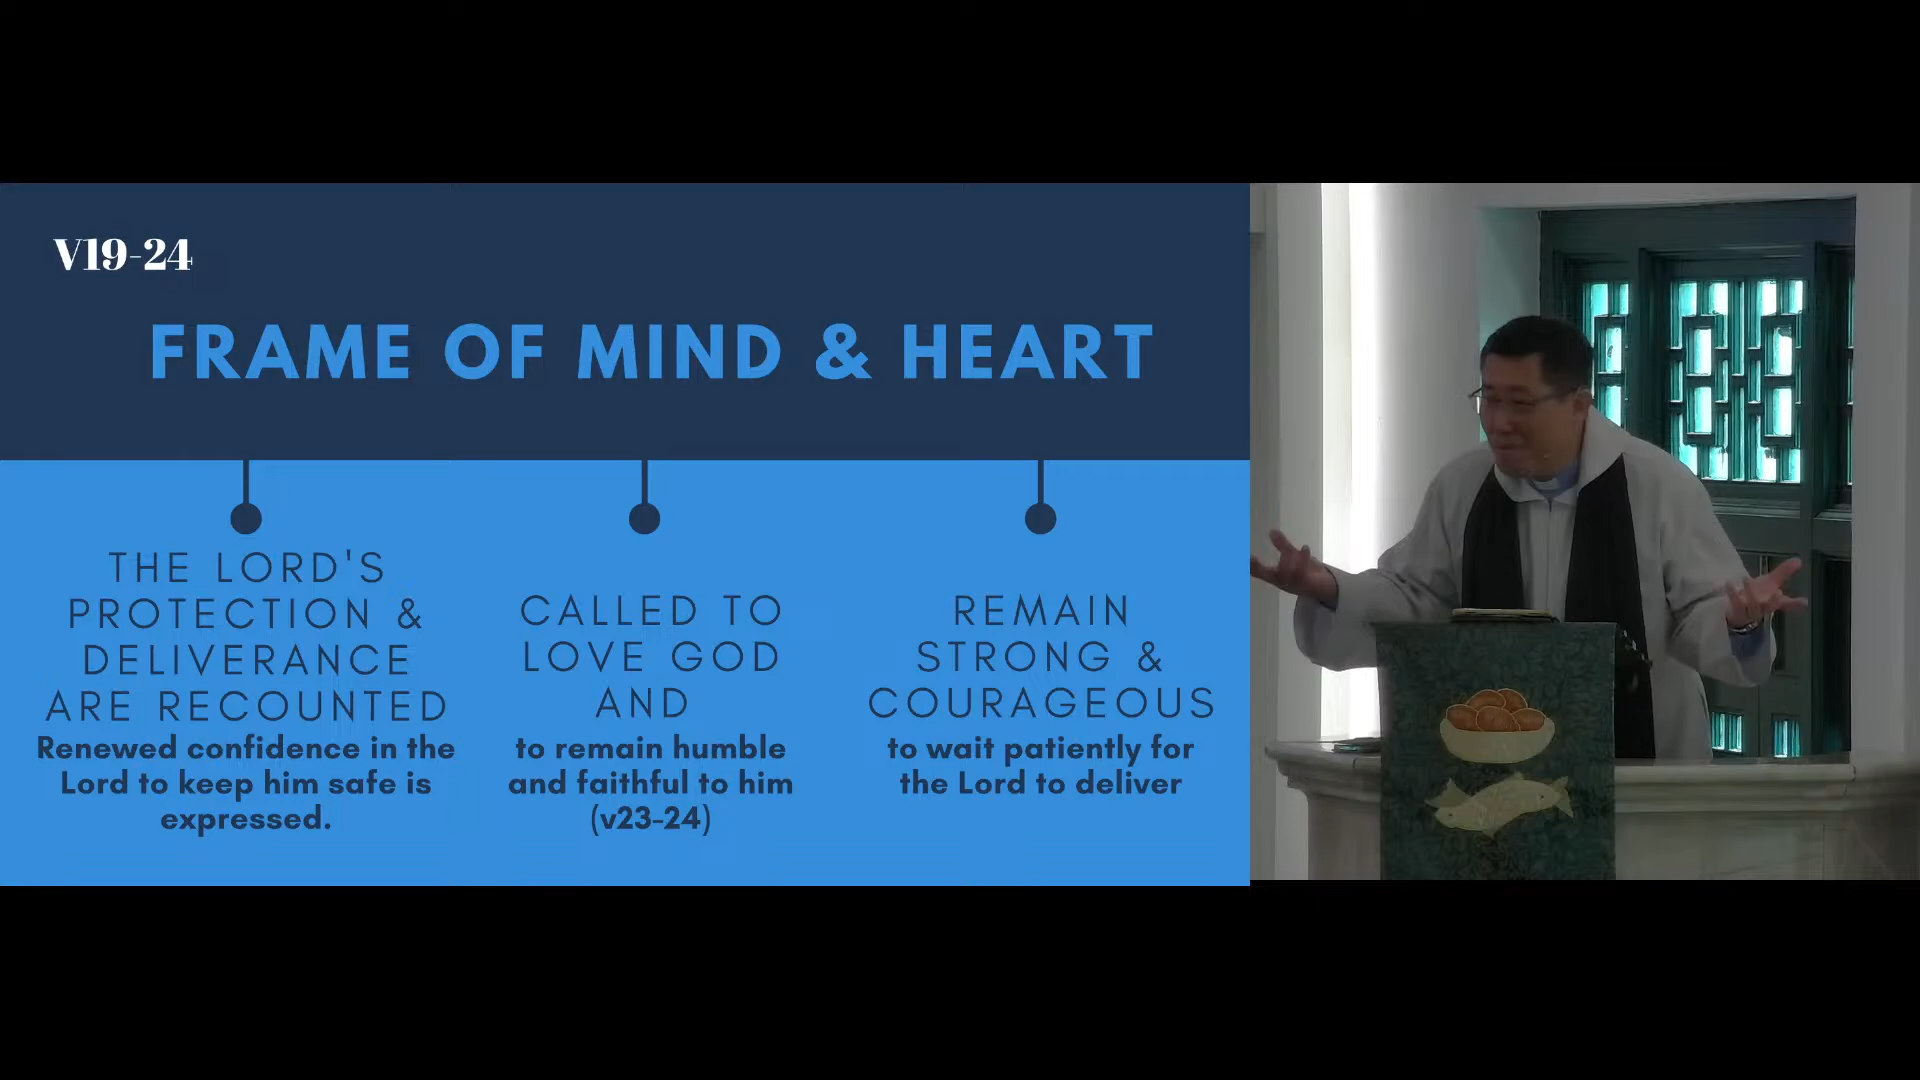 V19-24
FRAME OF MIND & HEART
THE LORD'S
PROTECTION &
DELIVERANCE
ARE RECOUNTED
Renewed confidence in the
Lord to keep him safe is
expressed.
CALLED TO
LOVE GOD
AND
to remain humble
and faithful to him
(v23-24)
REMAIN
STRONG &
COURAGEOUS
to wait patiently for
the Lord to deliver